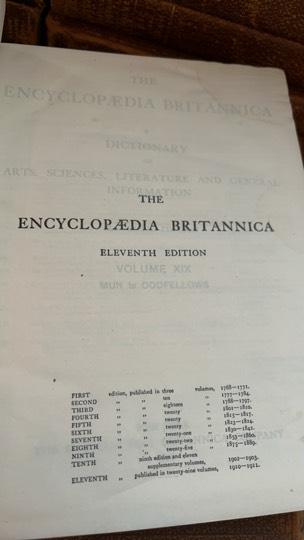 THE
ENCYCLOPÆDIA BRITANNICA
A
DICTIONARY
OF
ARTS, SCIENCES, LITERATURE AND GENERAL
INFORMATION
THE
ENCYCLOPÆDIA BRITANNICA
ELEVENTH EDITION
VOLUME XIX
MUN to ODDFELLOWS
FIRST edition, published in three volumes, 1768—1771.
SECOND ,, ,, ten ,, 1777—1784.
THIRD ,, ,, eighteen ,, 1788—1797.
FOURTH ,, ,, twenty ,, 1801—1810.
FIFTH ,, ,, twenty ,, 1815—1817.
SIXTH ,, ,, twenty ,, 1823—1824.
SEVENTH ,, ,, twenty-one ,, 1830—1842.
EIGHTH ,, ,, twenty-two ,, 1853—1860.
NINTH ,, ,, twenty-five ,, 1875—1889.
TENTH ,, ninth edition and eleven
supplementary volumes, 1902—1903.
ELEVENTH ,, published in twenty-nine volumes, 1910—1911.